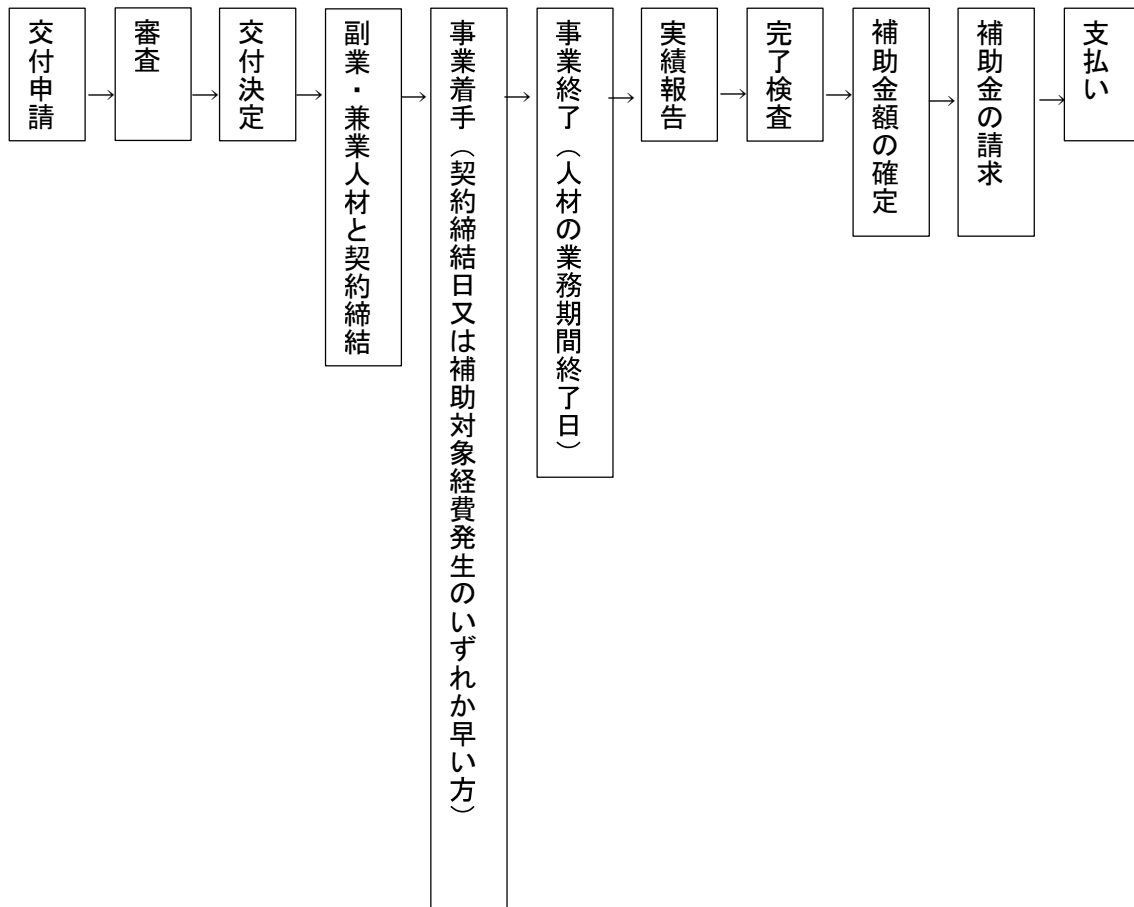 交付申請
→
審査
→
交付決定
→
副業・兼業人材と契約締結
→
事業着手（契約締結日又は補助対象経費発生のいずれか早い方）
→
事業終了（人材の業務期間終了日）
→
実績報告
→
完了検査
→
補助金額の確定
→
補助金の請求
→
支払い